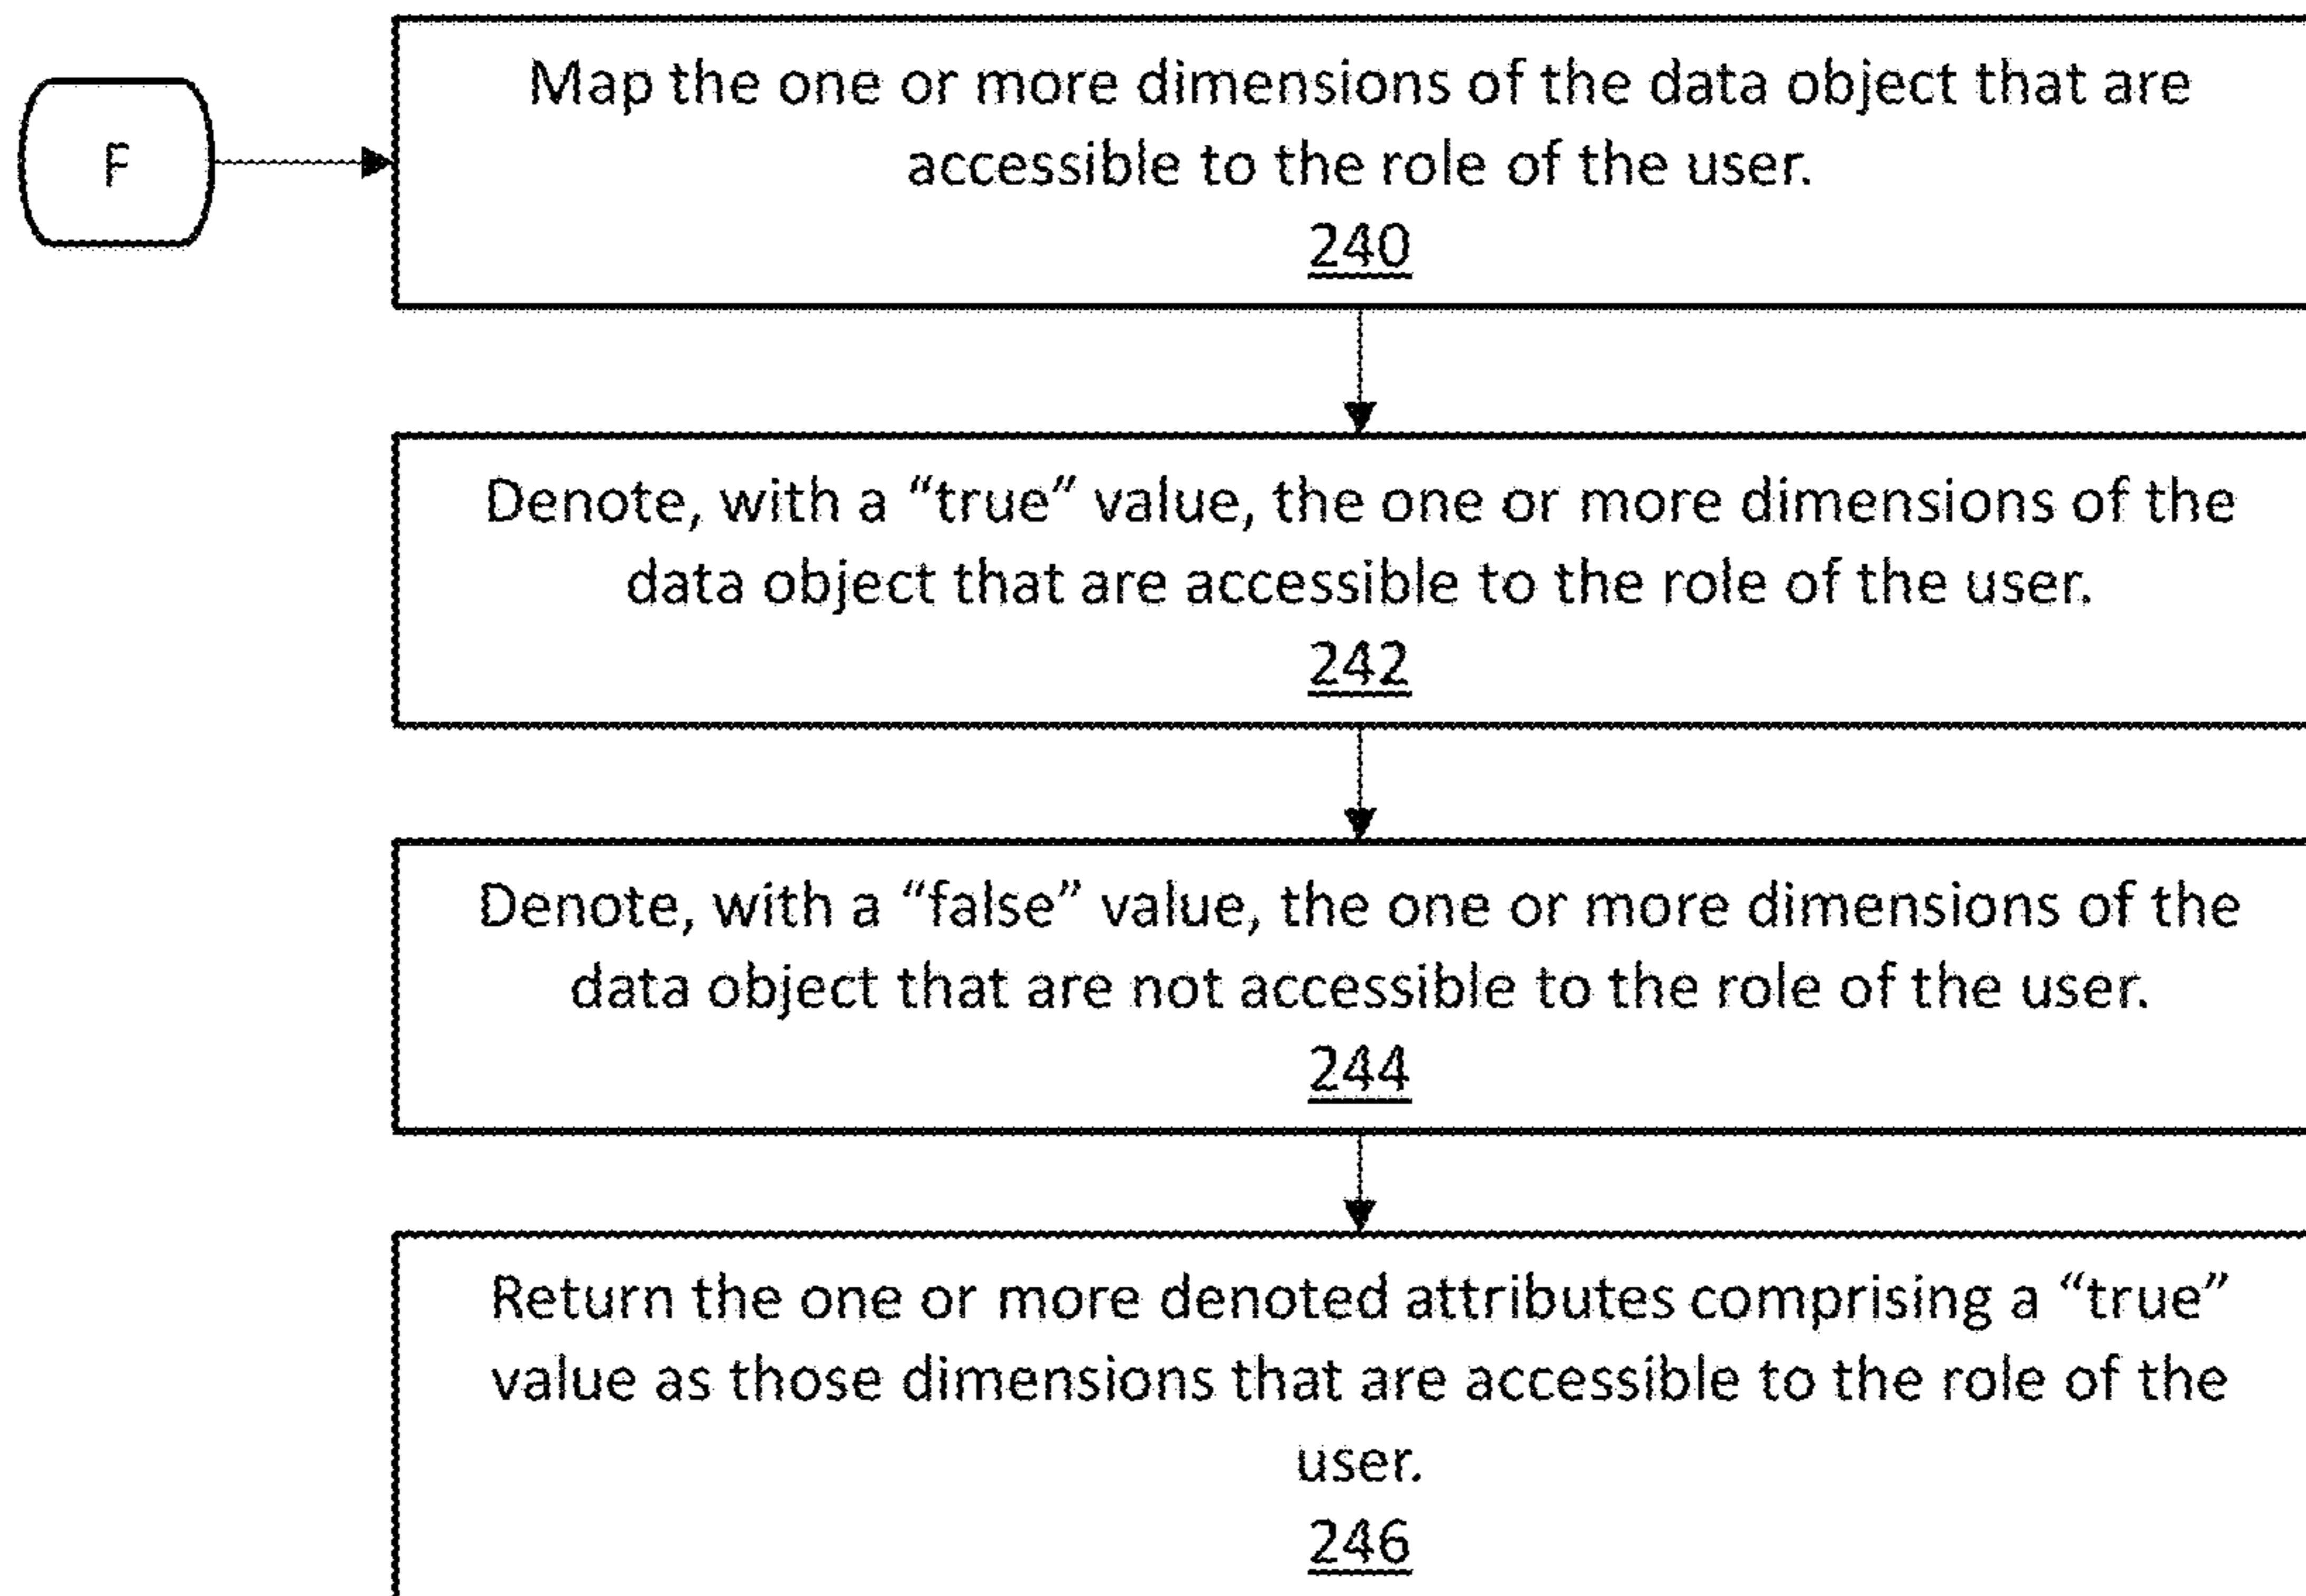 F
Map the one or more dimensions of the data object that are
accessible to the role of the user.
240
Denote, with a “true” value, the one or more dimensions of the
data object that are accessible to the role of the user.
242
Denote, with a “false” value, the one or more dimensions of the
data object that are not accessible to the role of the user.
244
Return the one or more denoted attributes comprising a “true”
value as those dimensions that are accessible to the role of the
user.
246